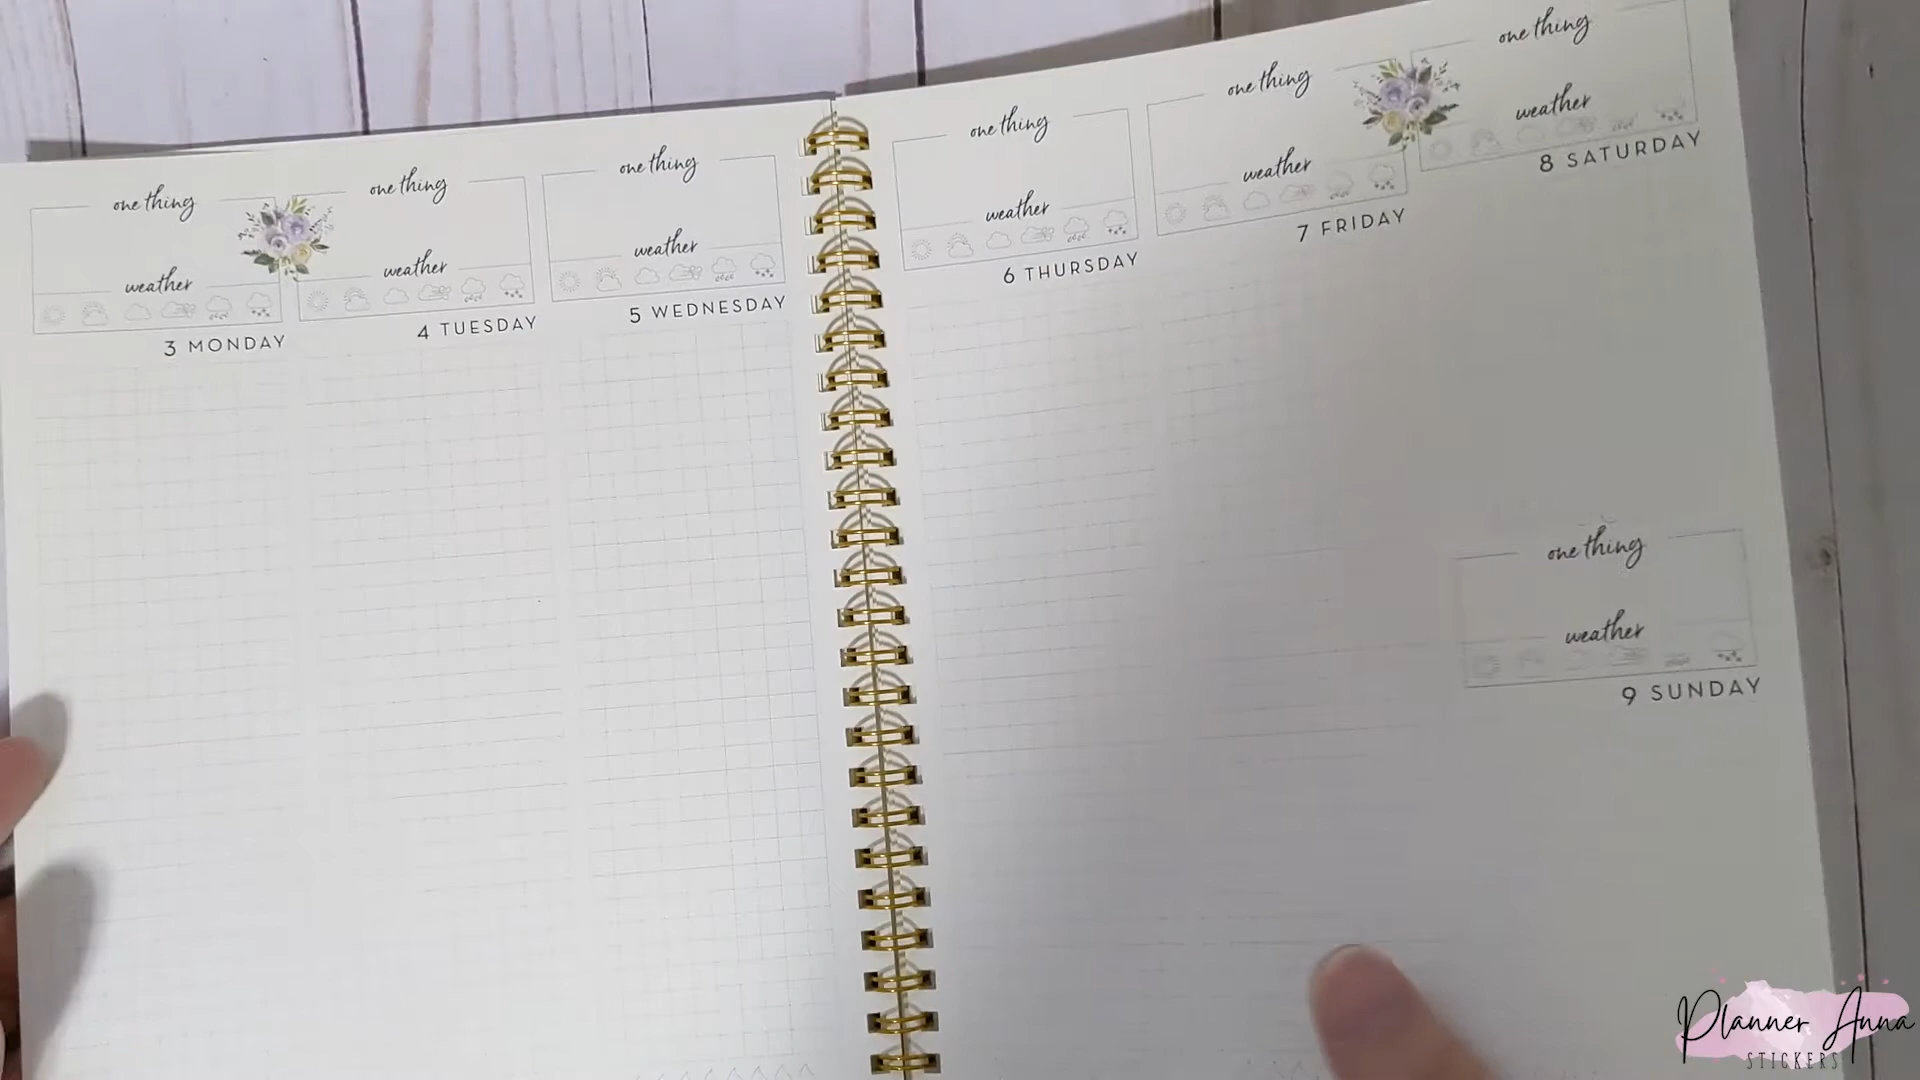 one thing
weather
3 MONDAY
one thing
weather
4 TUESDAY
one thing
weather
5 WEDNESDAY
one thing
weather
6 THURSDAY
one thing
weather
7 FRIDAY
one thing
weather
8 SATURDAY
one thing
weather
9 SUNDAY
Planner Anna
STICKERS